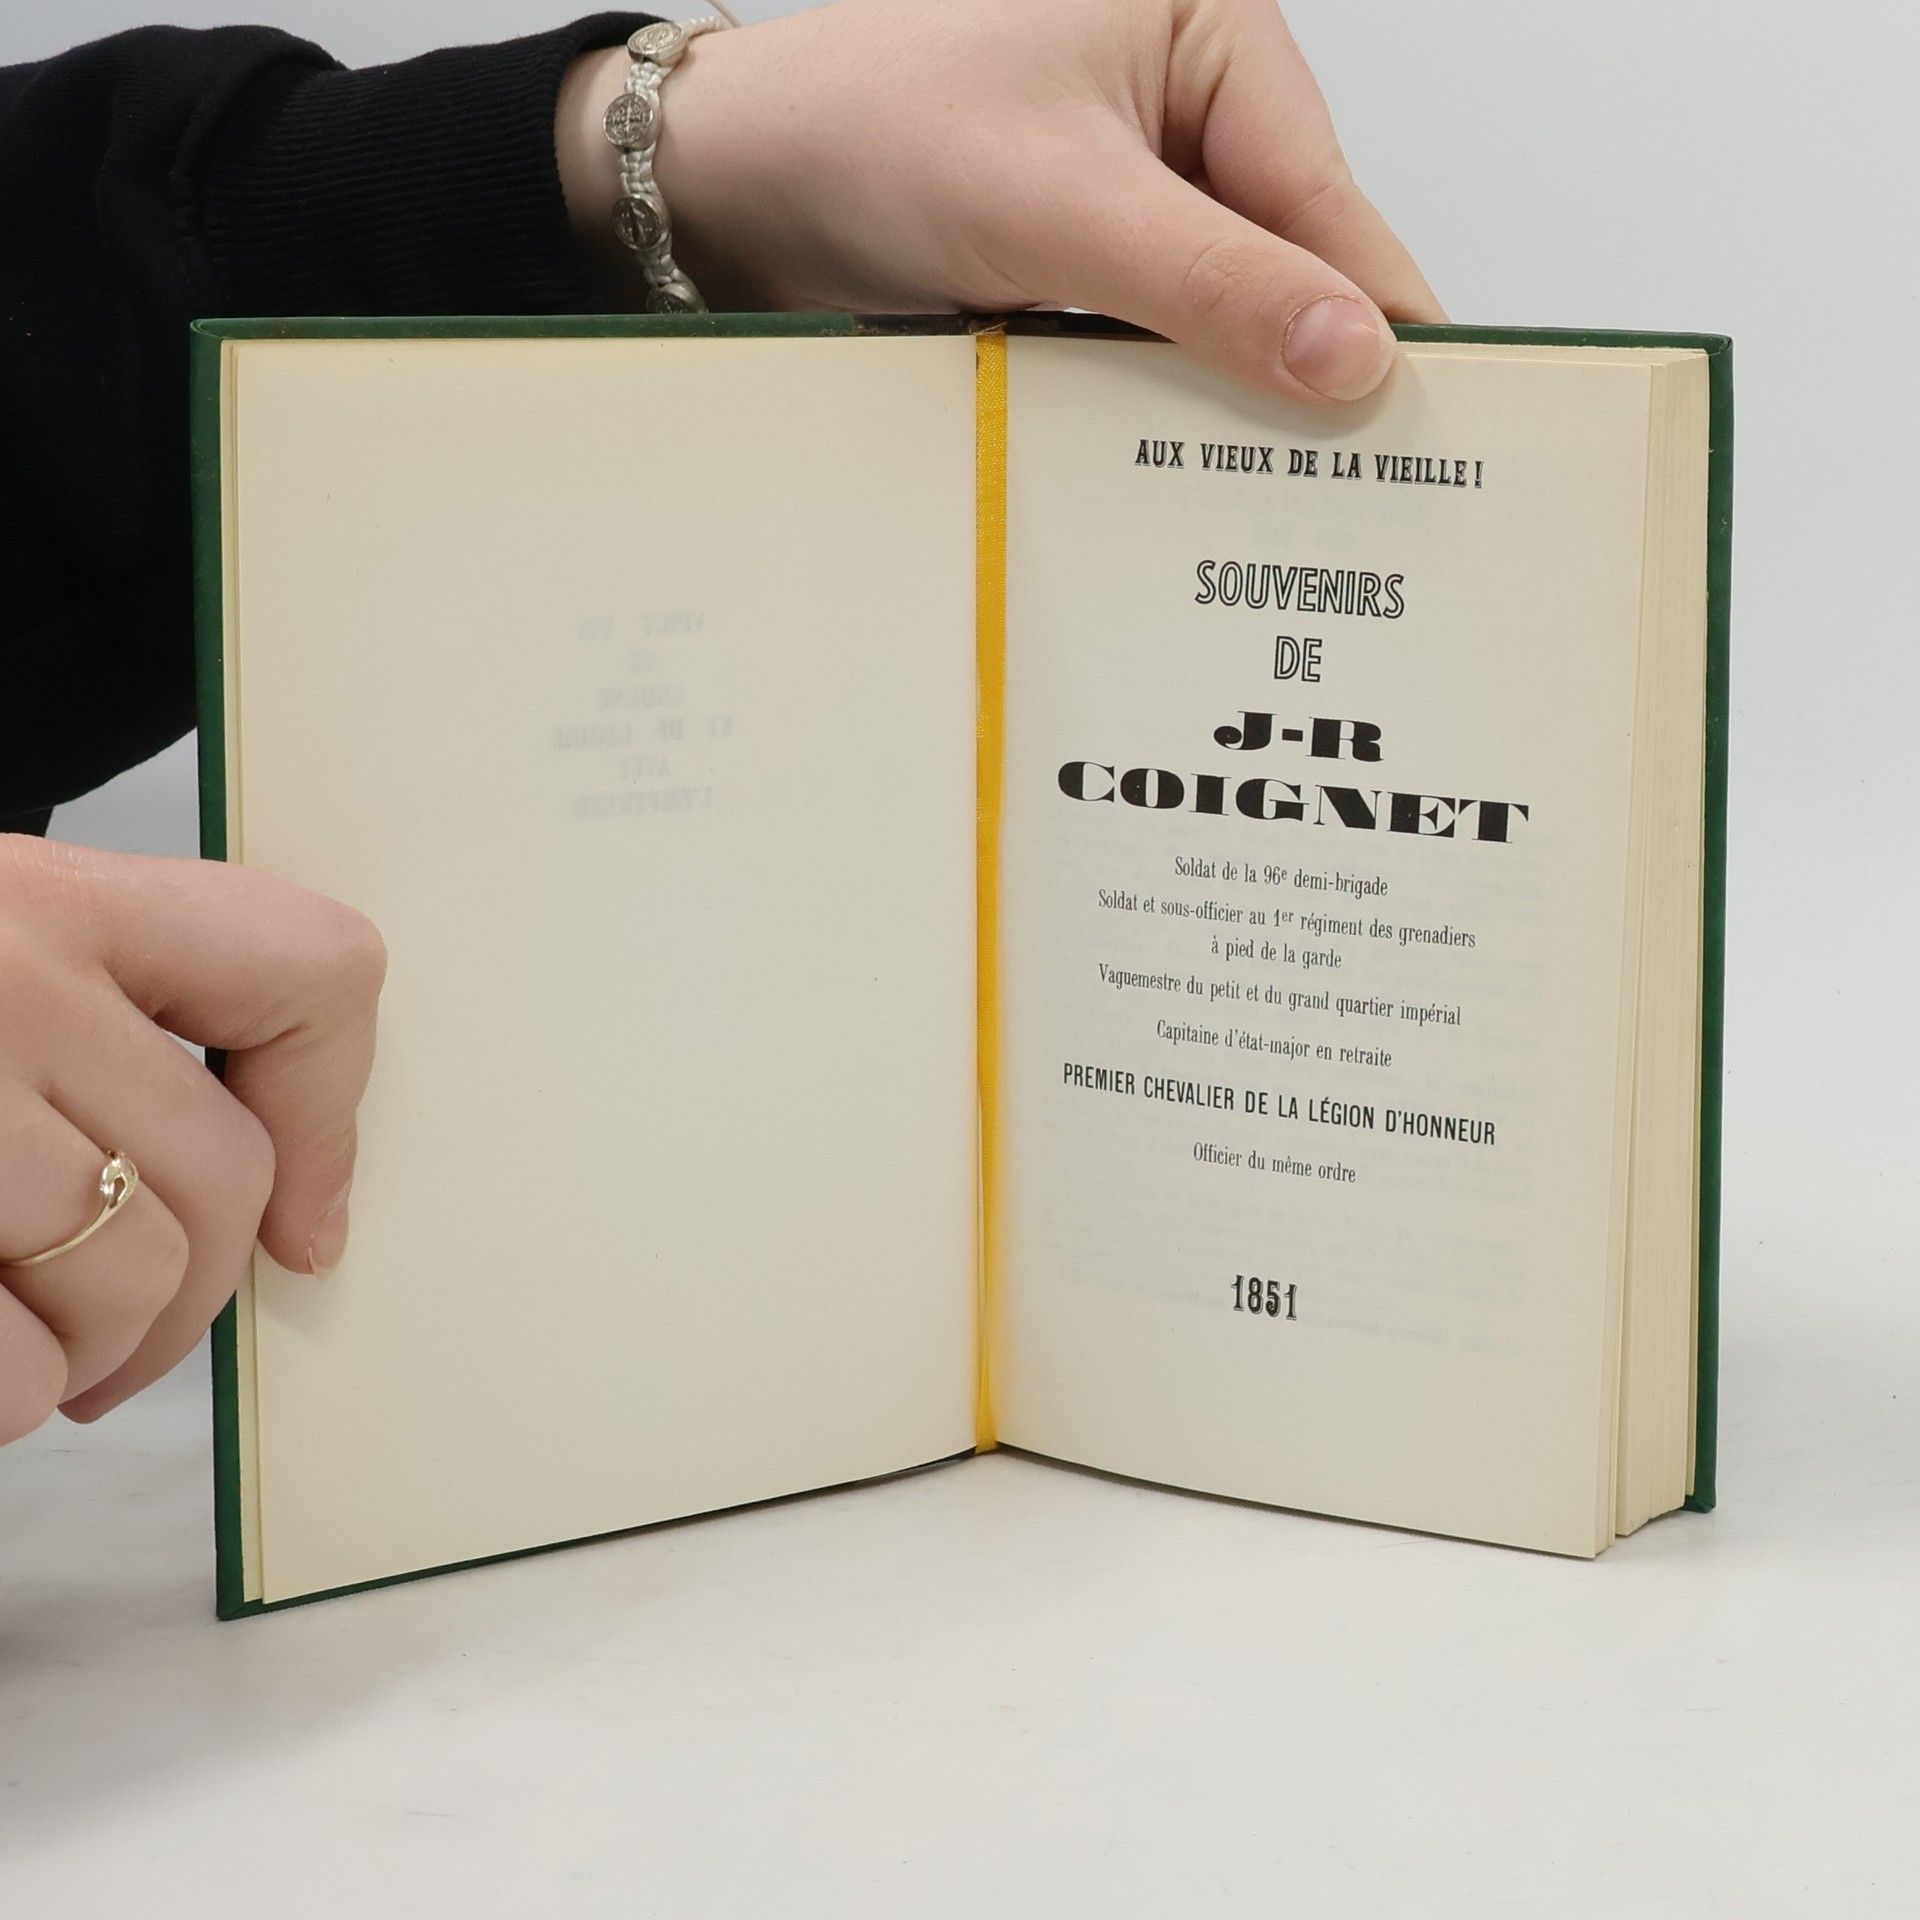 AUX VIEUX DE LA VIEILLE !
SOUVENIRS
DE
J-R
COIGNET
Soldat de la 96e demi-brigade
Soldat et sous-officier au 1er régiment des grenadiers
à pied de la garde
Vaguemestre du petit et du grand quartier impérial
Capitaine d'état-major en retraite
PREMIER CHEVALIER DE LA LÉGION D'HONNEUR
Officier du même ordre
1851